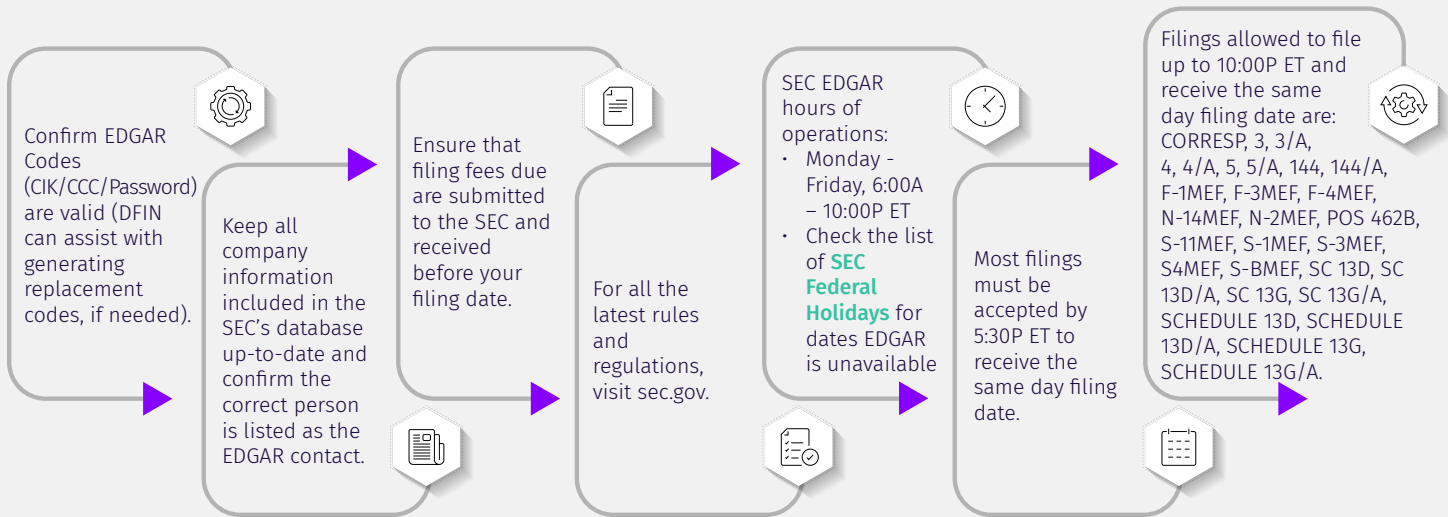 Confirm EDGAR
Codes
(CIK/CCC/Password)
are valid (DFIN
can assist with
generating
replacement
codes, if needed).
Keep all
company
information
included in the
SEC’s database
up-to-date and
confirm the
correct person
is listed as the
EDGAR contact.
Ensure that
filing fees due
are submitted
to the SEC and
received
before your
filing date.
For all the
latest rules
and
regulations,
visit sec.gov.
SEC EDGAR
hours of
operations:
• Monday -
Friday, 6:00A
– 10:00P ET
• Check the list
of SEC
Federal
Holidays for
dates EDGAR
is unavailable
Most filings
must be
accepted by
5:30P ET to
receive the
same day filing
date.
Filings allowed to file
up to 10:00P ET and
receive the same
day filing date are:
CORRESP, 3, 3/A,
4, 4/A, 5, 5/A, 144, 144/A,
F-1MEF, F-3MEF, F-4MEF,
N-14MEF, N-2MEF, POS 462B,
S-11MEF, S-1MEF, S-3MEF,
S4MEF, S-BMEF, SC 13D, SC
13D/A, SC 13G, SC 13G/A,
SCHEDULE 13D, SCHEDULE
13D/A, SCHEDULE 13G,
SCHEDULE 13G/A.